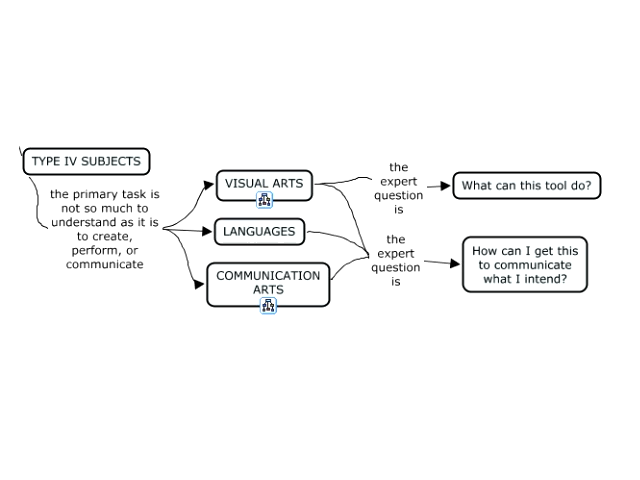 TYPE IV SUBJECTS
the primary task is
not so much to
understand as it is
to create,
perform, or
communicate
VISUAL ARTS
LANGUAGES
COMMUNICATION
ARTS
the
expert
question
is
What can this tool do?
the
expert
question
is
How can I get this
to communicate
what I intend?